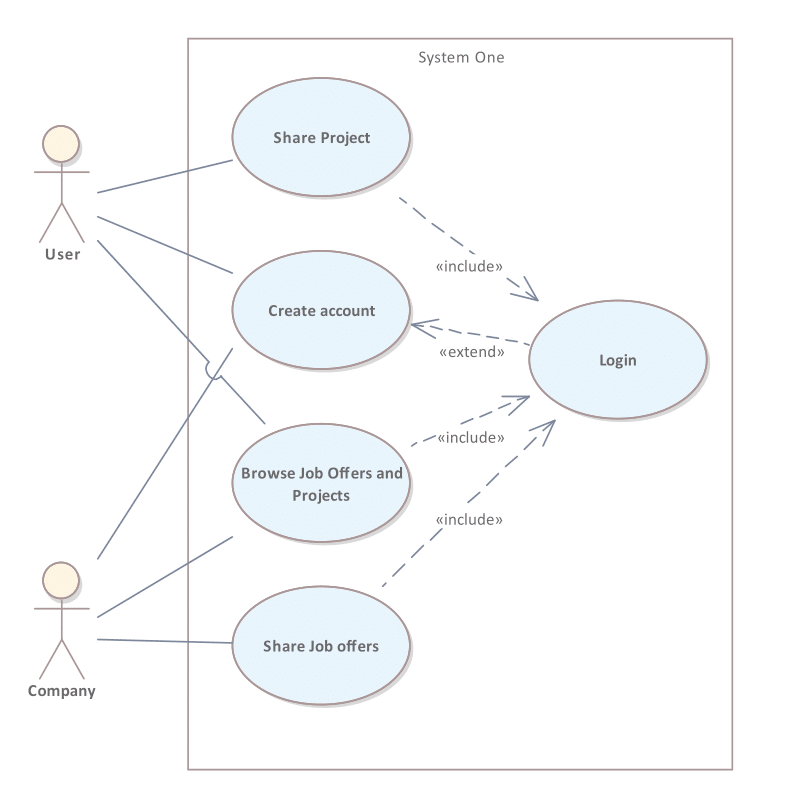 System One
Share Project
User
«include»
Create account
«extend»
Login
«include»
Browse Job Offers and
Projects
«include»
Share Job offers
Company